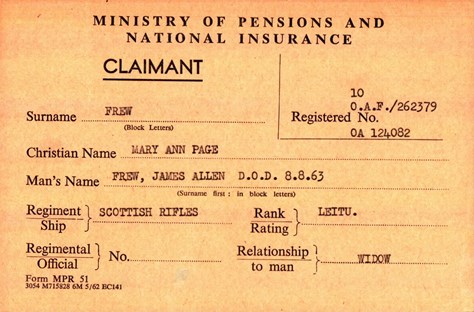 MINISTRY OF PENSIONS AND
NATIONAL INSURANCE
CLAIMANT
10
O.A.F./262379
Registered No.
OA 124082
Surname FREW
(Block Letters)
Christian Name MARY ANN PAGE
Man's Name FREW, JAMES ALLEN D.O.D. 8.8.63
(Surname first : in block letters)
Regiment Ship } SCOTTISH RIFLES Rank Rating } LEITU.
Regimental Official } No. Relationship to man } WIDOW
Form MPR 51
3054 M715828 6M 5/62 EC141